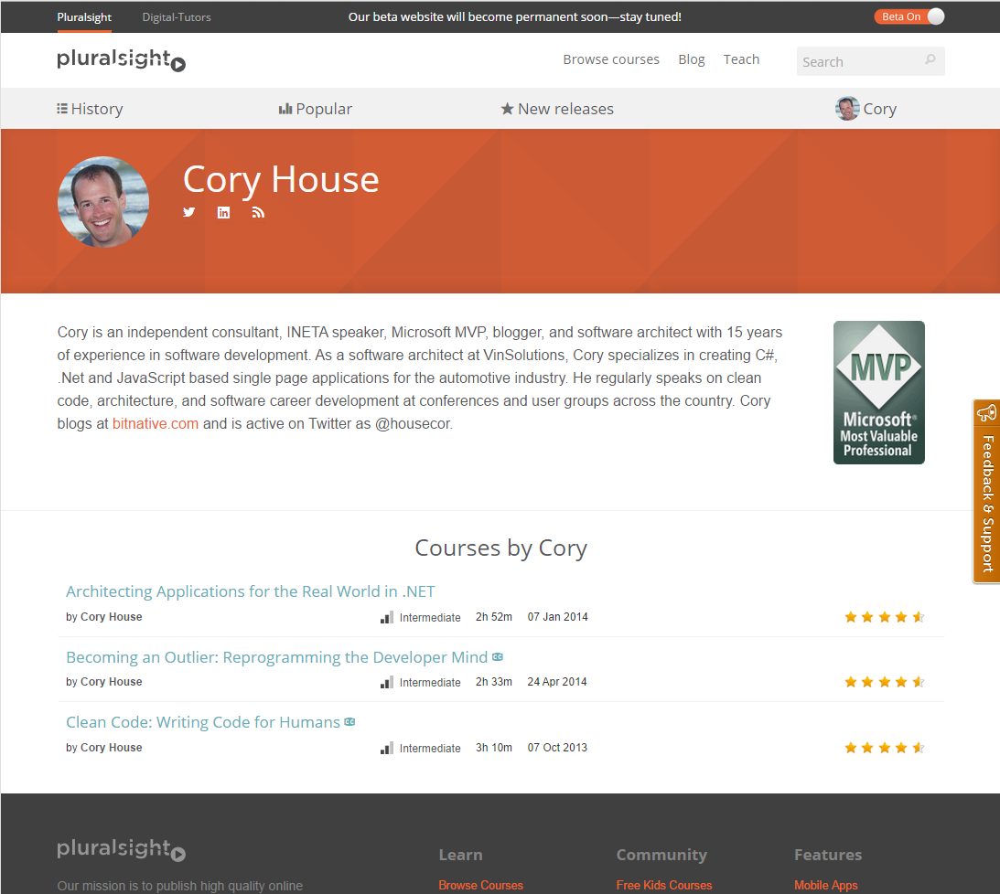 Pluralsight Digital-Tutors Our beta website will become permanent soon—stay tuned! Beta On
pluralsight Browse courses Blog Teach Search
History Popular New releases Cory
Cory House
in
Cory is an independent consultant, INETA speaker, Microsoft MVP, blogger, and software architect with 15 years
of experience in software development. As a software architect at VinSolutions, Cory specializes in creating C#,
.Net and JavaScript based single page applications for the automotive industry. He regularly speaks on clean
code, architecture, and software career development at conferences and user groups across the country. Cory
blogs at bitnative.com and is active on Twitter as @housecor.
MVP
Microsoft®
Most Valuable
Professional
Feedback & Support
Courses by Cory
Architecting Applications for the Real World in .NET
by Cory House Intermediate 2h 52m 07 Jan 2014
Becoming an Outlier: Reprogramming the Developer Mind CC
by Cory House Intermediate 2h 33m 24 Apr 2014
Clean Code: Writing Code for Humans CC
by Cory House Intermediate 3h 10m 07 Oct 2013
pluralsight Learn Community Features
Our mission is to publish high quality online Browse Courses Free Kids Courses Mobile Apps